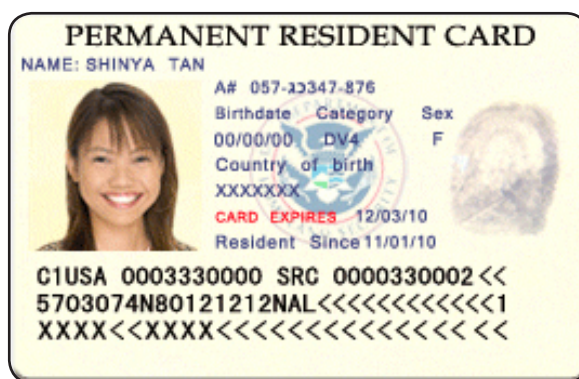 PERMANENT RESIDENT CARD
NAME: SHINYA TAN
A# 057-
347-876
Birthdate Category Sex
00/00/00 DV4 F
Country of birth
XXXXXXX
CARD EXPIRES 12/03/10
Resident Since 11/01/10
C1USA 0003330000 SRC 0000330002<<
5703074N80121212NAL<<<<<<<<<<<<1
XXXX<<XXXX<<<<<<<<<<<<<<<< <<